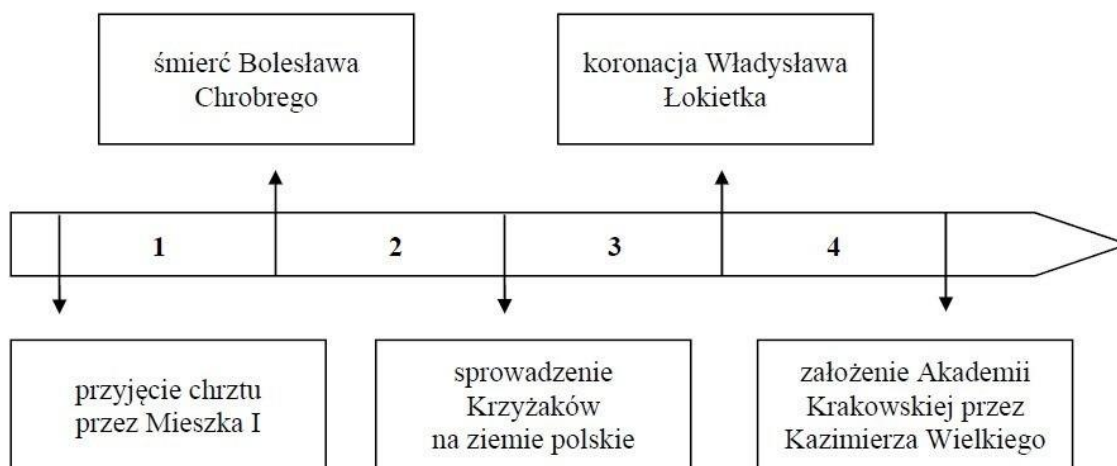 śmierć Bolesława
Chrobrego
koronacja Władysława
Łokietka
1 2 3 4
przyjęcie chrztu
przez Mieszka I
sprowadzenie
Krzyżaków
na ziemie polskie
założenie Akademii
Krakowskiej przez
Kazimierza Wielkiego